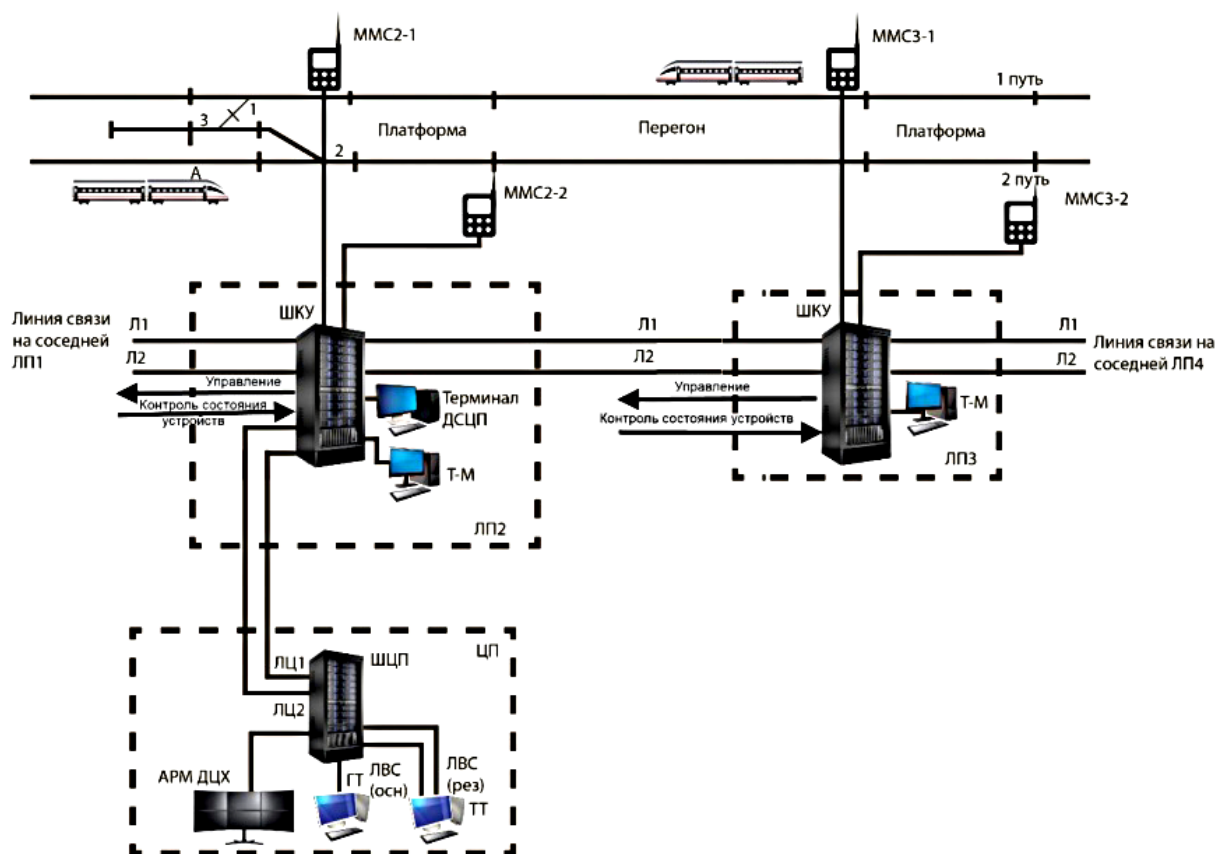 ММС2-1
ММС3-1
1 путь
3
1
Платформа
Перегон
Платформа
2
А
ММС2-2
2 путь
ММС3-2
ШКУ
ШКУ
Линия связи
на соседней
ЛП1
Л1
Л1
Л1
Л2
Л2
Л2
Линия связи на
соседней ЛП4
Управление
Контроль состояния
устройств
Терминал
ДСЦП
Т-М
ЛП2
Управление
Контроль состояния устройств
Т-М
ЛП3
ЦП
ЛЦ1
ШЦП
ЛЦ2
АРМ ДЦХ
ГТ
ЛВС
(осн)
ЛВС
(рез)
ТТ